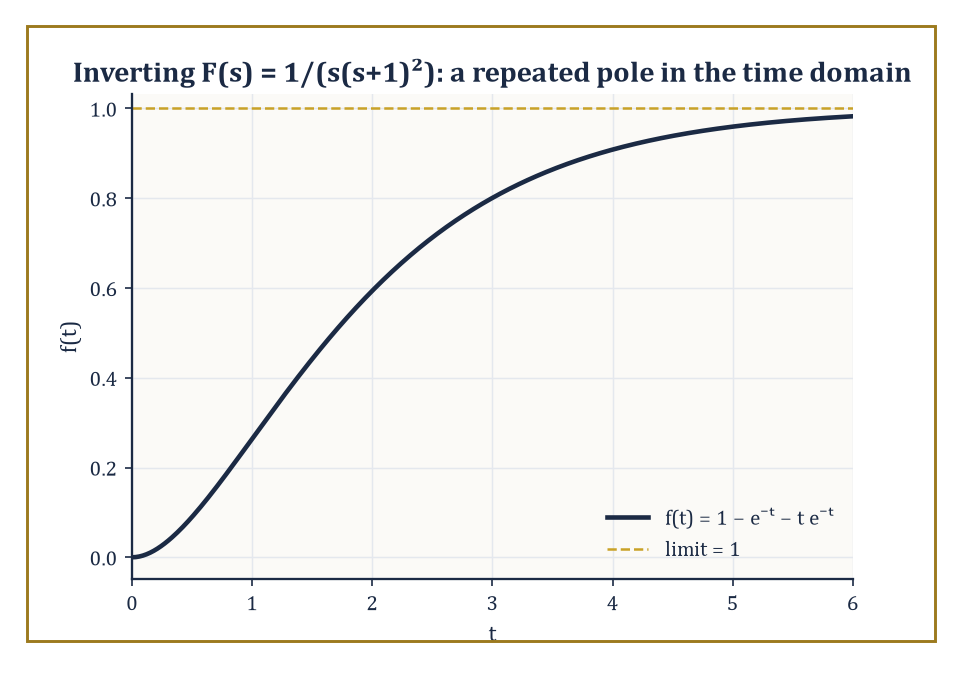 Inverting F(s) = 1/(s(s+1)²): a repeated pole in the time domain
1.0
0.8
0.6
0.4
0.2
0.0
f(t)
f(t) = 1 − e⁻ᵗ − t e⁻ᵗ
limit = 1
0 1 2 3 4 5 6
t